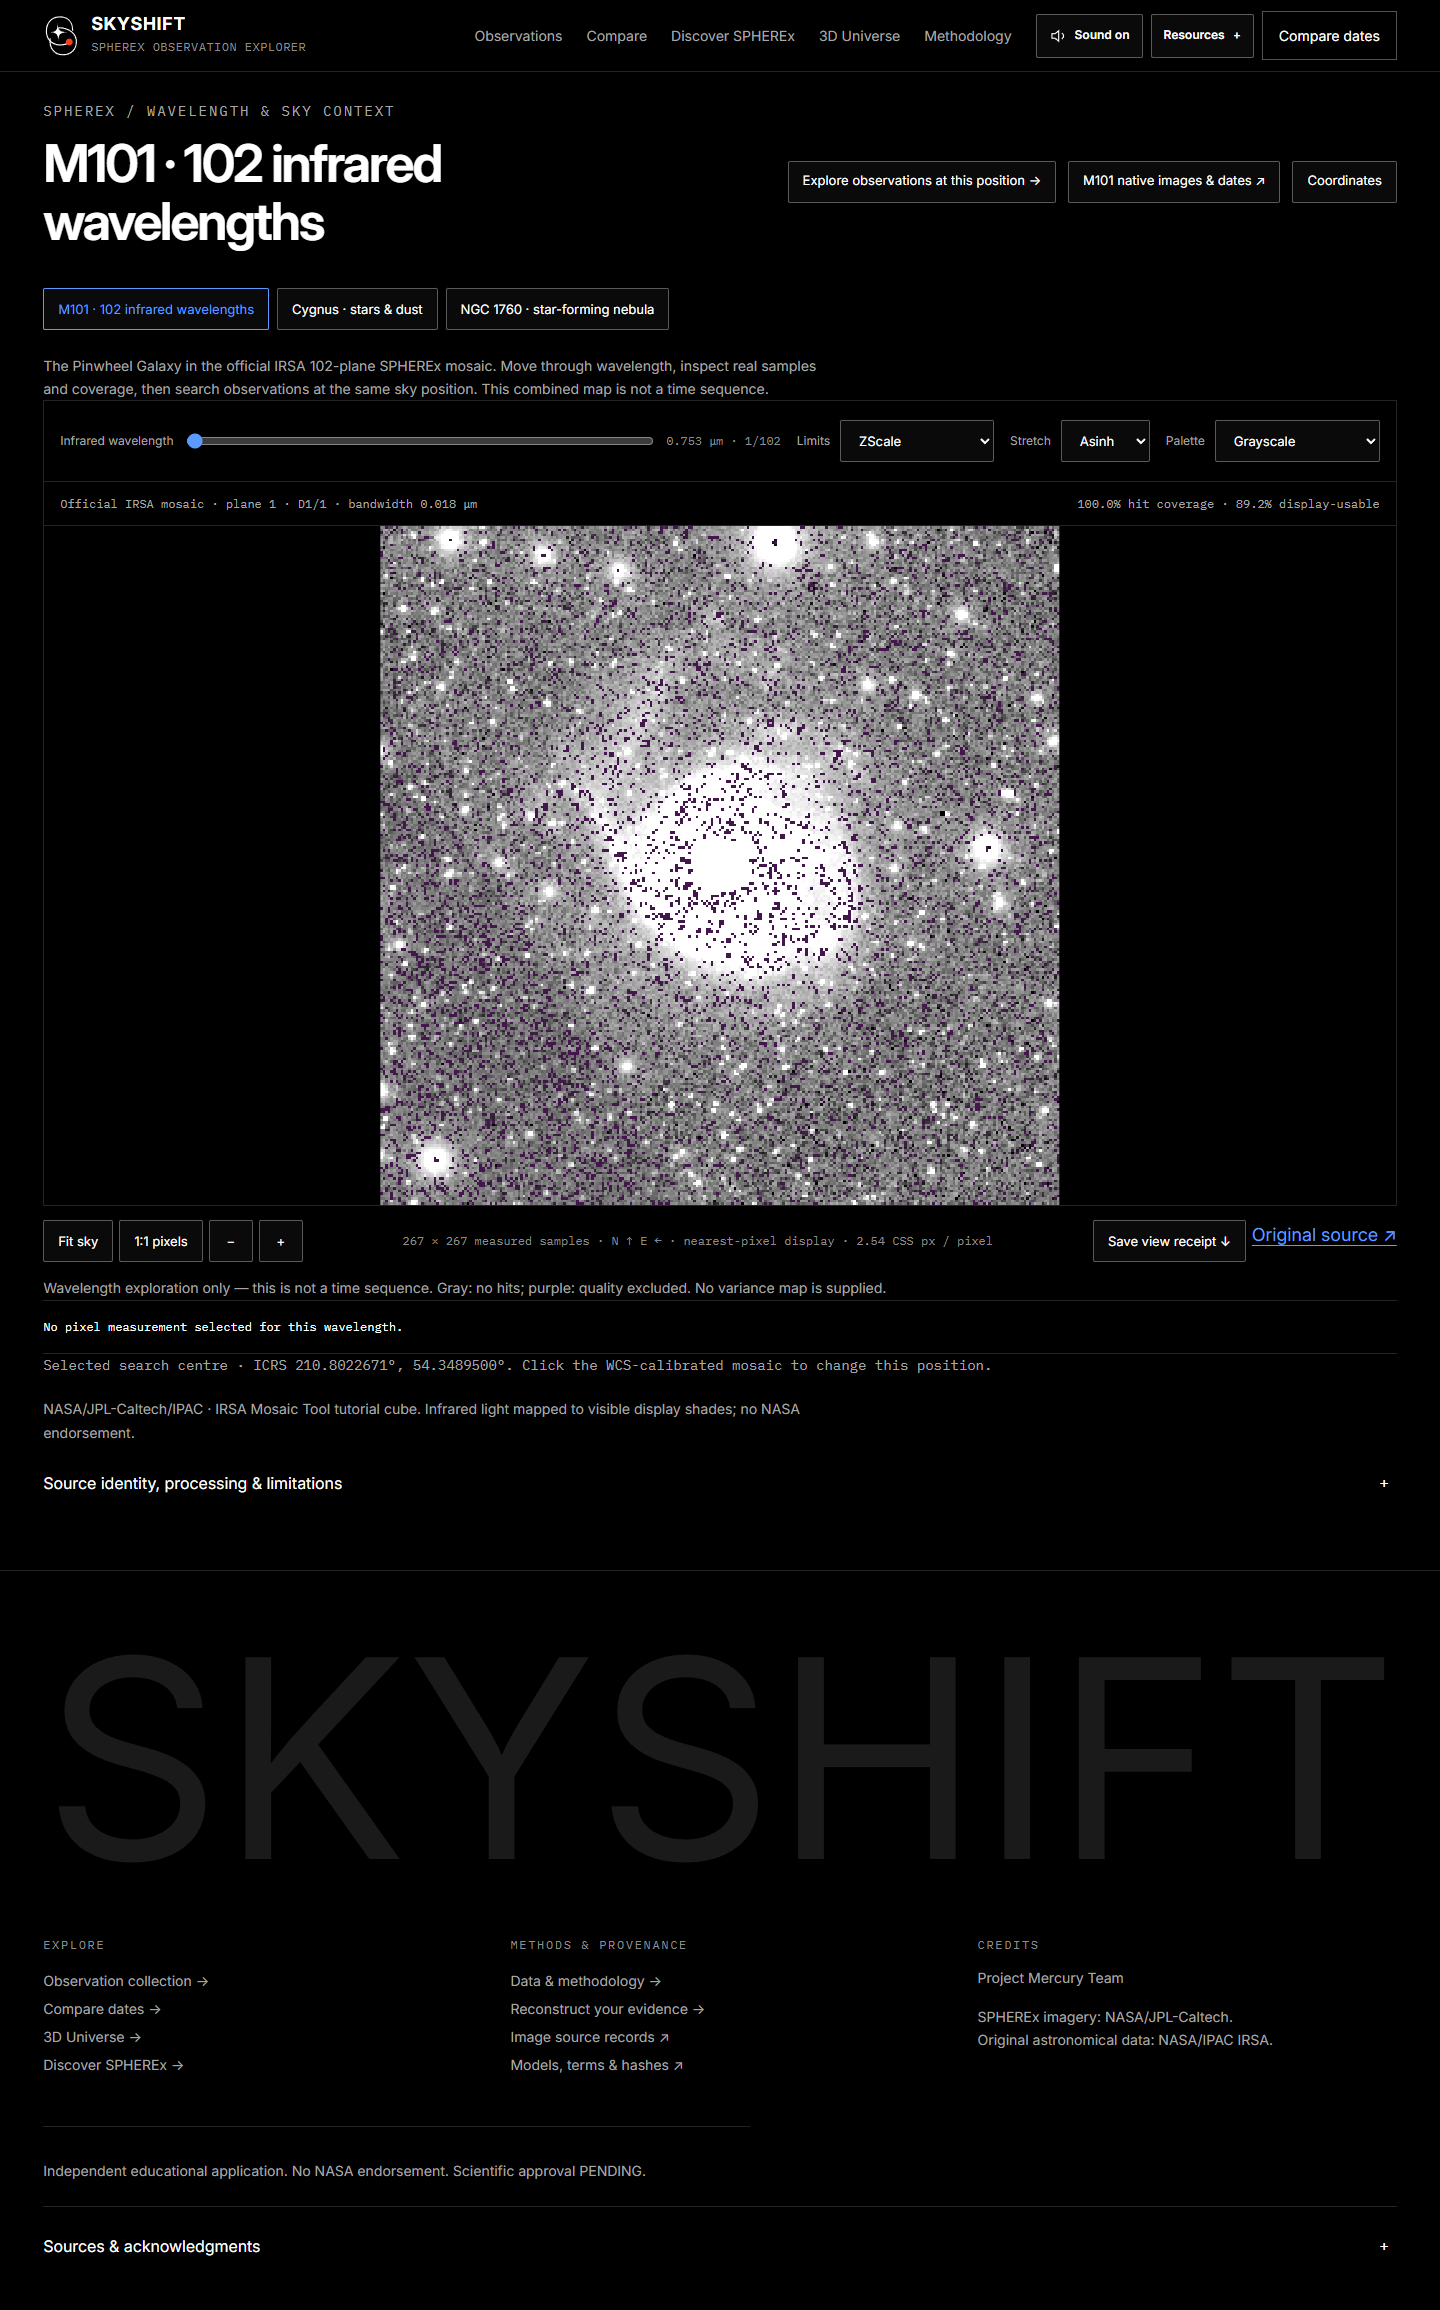 SKYSHIFT
SPHEREX OBSERVATION EXPLORER
Observations
Compare
Discover SPHEREx
3D Universe
Methodology
Sound on
Resources +
Compare dates
SPHEREX / WAVELENGTH & SKY CONTEXT
M101 · 102 infrared
wavelengths
Explore observations at this position →
M101 native images & dates ↗
Coordinates
M101 · 102 infrared wavelengths
Cygnus · stars & dust
NGC 1760 · star-forming nebula
The Pinwheel Galaxy in the official IRSA 102-plane SPHEREx mosaic. Move through wavelength, inspect real samples
and coverage, then search observations at the same sky position. This combined map is not a time sequence.
Infrared wavelength
0.753 µm · 1/102
Limits
ZScale
Stretch
Asinh
Palette
Grayscale
Official IRSA mosaic · plane 1 · D1/1 · bandwidth 0.018 µm
100.0% hit coverage · 89.2% display-usable
Fit sky
1:1 pixels
−
+
267 × 267 measured samples · N ↑ E ← · nearest-pixel display · 2.54 CSS px / pixel
Save view receipt ↓
Original source ↗
Wavelength exploration only — this is not a time sequence. Gray: no hits; purple: quality excluded. No variance map is supplied.
No pixel measurement selected for this wavelength.
Selected search centre · ICRS 210.8022671°, 54.3489500°. Click the WCS-calibrated mosaic to change this position.
NASA/JPL-Caltech/IPAC · IRSA Mosaic Tool tutorial cube. Infrared light mapped to visible display shades; no NASA
endorsement.
Source identity, processing & limitations
+
SKYSHIFT
EXPLORE
Observation collection →
Compare dates →
3D Universe →
Discover SPHEREx →
METHODS & PROVENANCE
Data & methodology →
Reconstruct your evidence →
Image source records ↗
Models, terms & hashes ↗
CREDITS
Project Mercury Team
SPHEREx imagery: NASA/JPL-Caltech.
Original astronomical data: NASA/IPAC IRSA.
Independent educational application. No NASA endorsement. Scientific approval PENDING.
Sources & acknowledgments
+